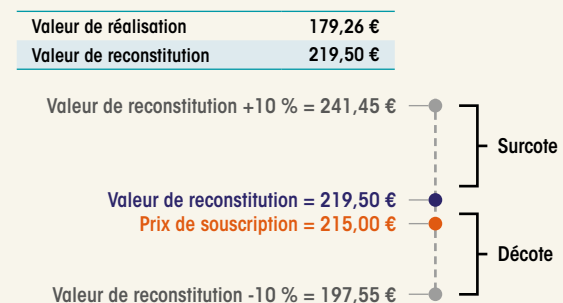 Valeur de réalisation 179,26 €
Valeur de reconstitution 219,50 €
Valeur de reconstitution +10 % = 241,45 €
Surcote
Valeur de reconstitution = 219,50 €
Prix de souscription = 215,00 €
Décote
Valeur de reconstitution -10 % = 197,55 €